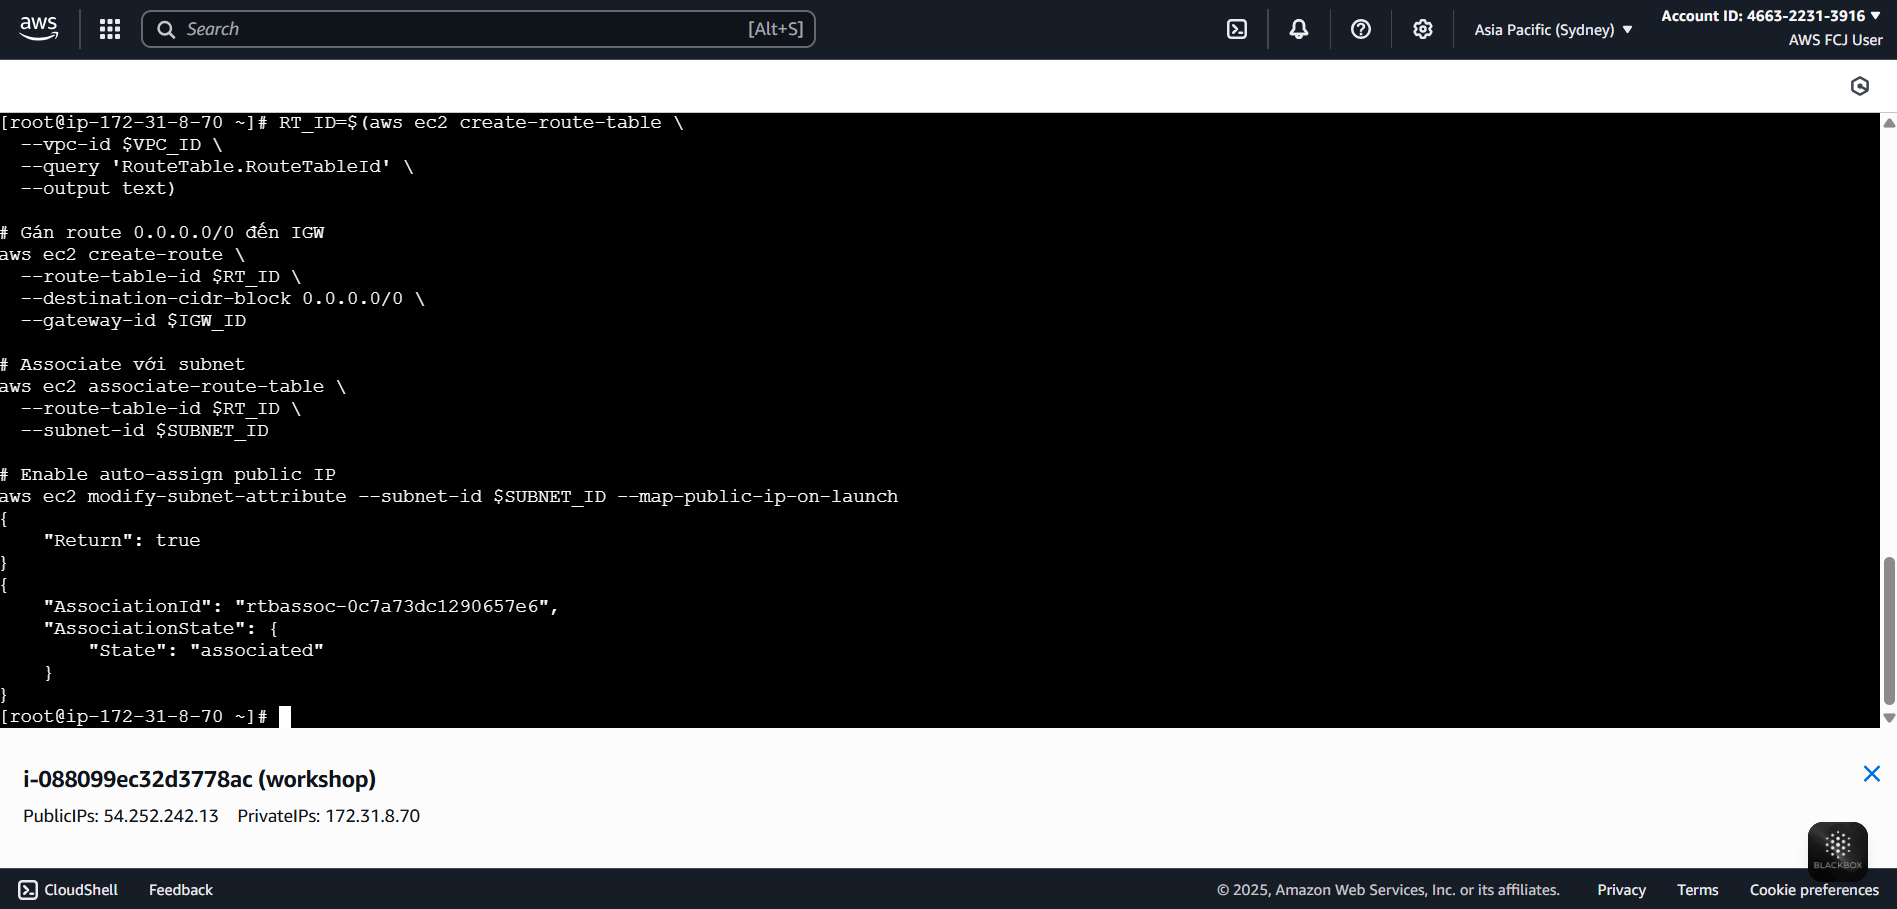 aws
Search
[Alt+S]
Asia Pacific (Sydney) ▼
Account ID: 4663-2231-3916 ▼
AWS FCJ User
[root@ip-172-31-8-70 ~]# RT_ID=$(aws ec2 create-route-table \
  --vpc-id $VPC_ID \
  --query 'RouteTable.RouteTableId' \
  --output text)
# Gán route 0.0.0.0/0 đến IGW
aws ec2 create-route \
  --route-table-id $RT_ID \
  --destination-cidr-block 0.0.0.0/0 \
  --gateway-id $IGW_ID
# Associate với subnet
aws ec2 associate-route-table \
  --route-table-id $RT_ID \
  --subnet-id $SUBNET_ID
# Enable auto-assign public IP
aws ec2 modify-subnet-attribute --subnet-id $SUBNET_ID --map-public-ip-on-launch
{
    "Return": true
}
{
    "AssociationId": "rtbassoc-0c7a73dc1290657e6",
    "AssociationState": {
        "State": "associated"
    }
}
[root@ip-172-31-8-70 ~]#
i-088099ec32d3778ac (workshop)
PublicIPs: 54.252.242.13 PrivateIPs: 172.31.8.70
BLACKBOX
CloudShell
Feedback
© 2025, Amazon Web Services, Inc. or its affiliates.
Privacy
Terms
Cookie preferences